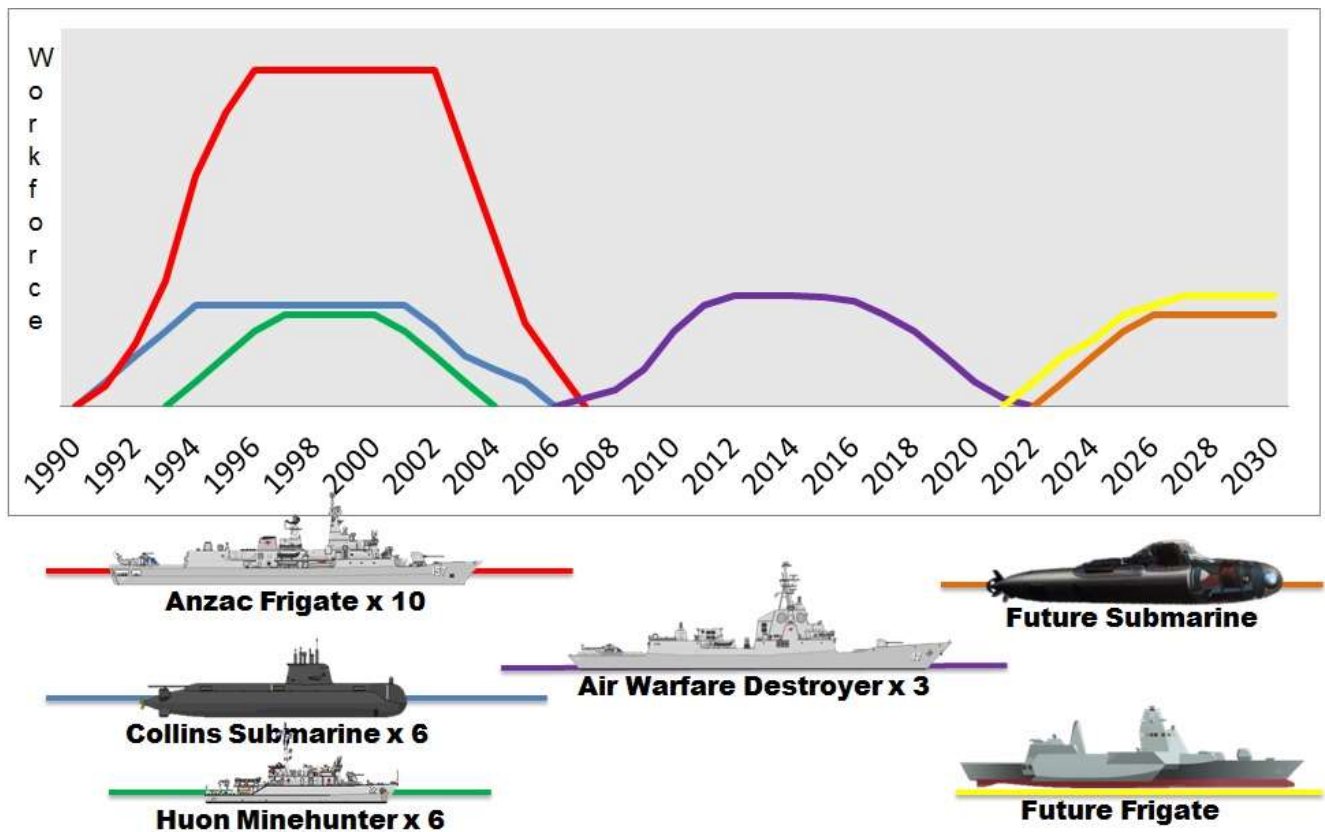 Workforce
1990 1992 1994 1996 1998 2000 2002 2004 2006 2008 2010 2012 2014 2016 2018 2020 2022 2024 2026 2028 2030
157
Anzac Frigate x 10
Future Submarine
Air Warfare Destroyer x 3
Collins Submarine x 6
Huon Minehunter x 6
Future Frigate